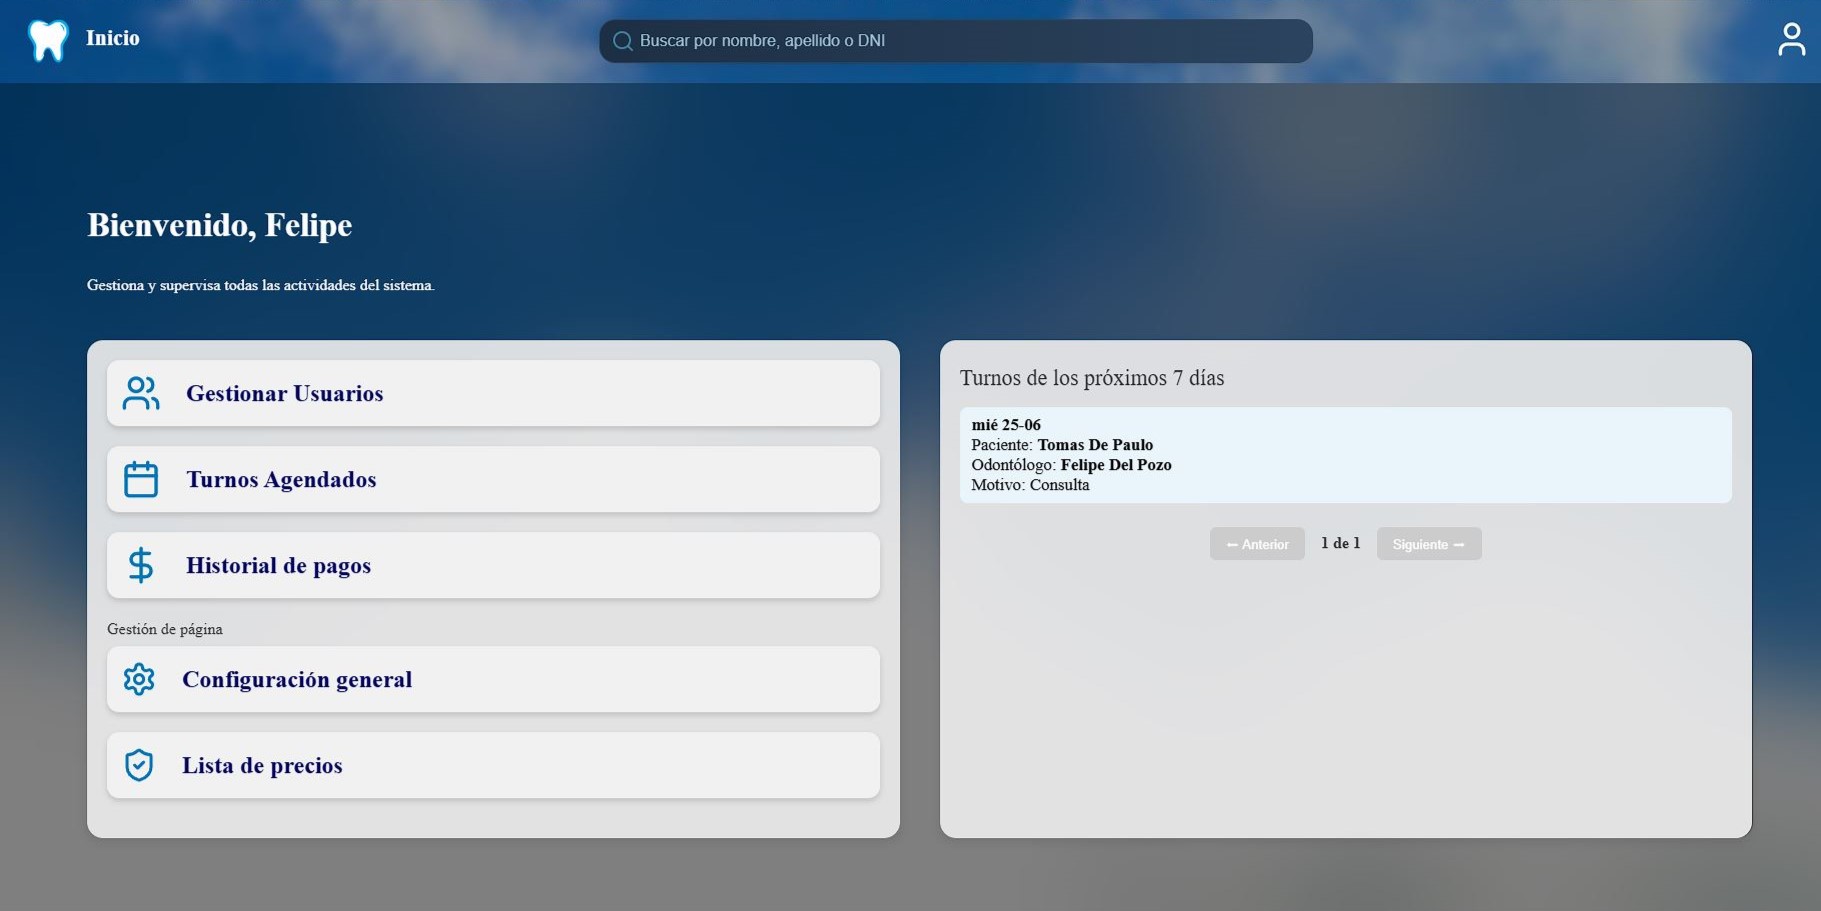 Inicio
Buscar por nombre, apellido o DNI
Bienvenido, Felipe
Gestiona y supervisa todas las actividades del sistema.
Gestionar Usuarios
Turnos Agendados
Historial de pagos
Gestión de página
Configuración general
Lista de precios
Turnos de los próximos 7 días
mié 25-06
Paciente: Tomas De Paulo
Odontólogo: Felipe Del Pozo
Motivo: Consulta
← Anterior 1 de 1 Siguiente →